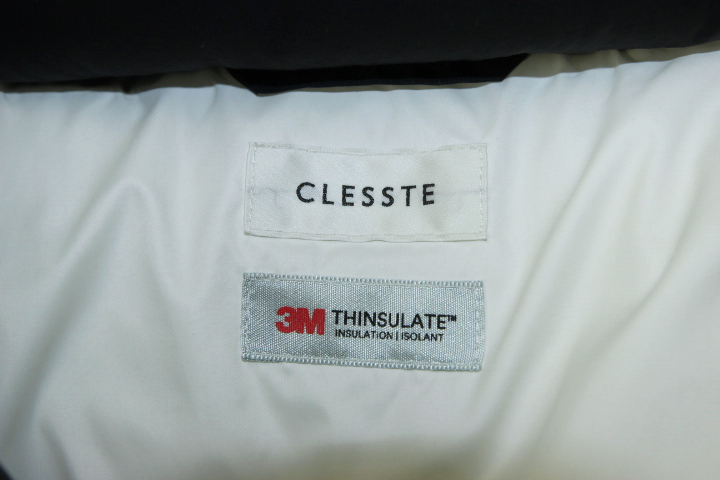 CLESSTE
3M THINSULATE™
INSULATION | ISOLANT